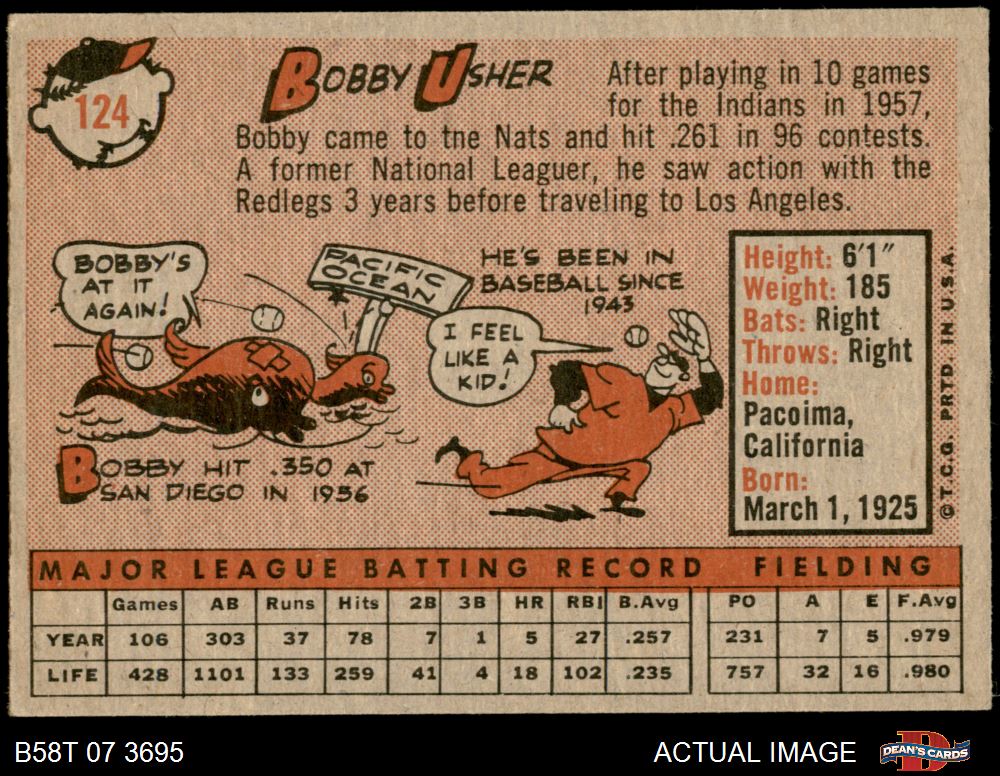 124
BOBBY USHER
After playing in 10 games
for the Indians in 1957,
Bobby came to the Nats and hit .261 in 96 contests.
A former National Leaguer, he saw action with the
Redlegs 3 years before traveling to Los Angeles.
BOBBY'S
AT IT
AGAIN!
PACIFIC
OCEAN
BOBBY HIT .350 AT
SAN DIEGO IN 1956
HE'S BEEN IN
BASEBALL SINCE
1943
I FEEL
LIKE A
KID!
Height: 6'1"
Weight: 185
Bats: Right
Throws: Right
Home:
Pacoima,
California
Born:
March 1, 1925
©T.C.G. PRTD. IN U.S.A.
MAJOR LEAGUE BATTING RECORD FIELDING
Games AB Runs Hits 2B 3B HR RBI B.Avg PO A E F.Avg
YEAR 106 303 37 78 7 1 5 27 .257 231 7 5 .979
LIFE 428 1101 133 259 41 4 18 102 .235 757 32 16 .980
B58T 07 3695
ACTUAL IMAGE
D
DEAN'S CARDS